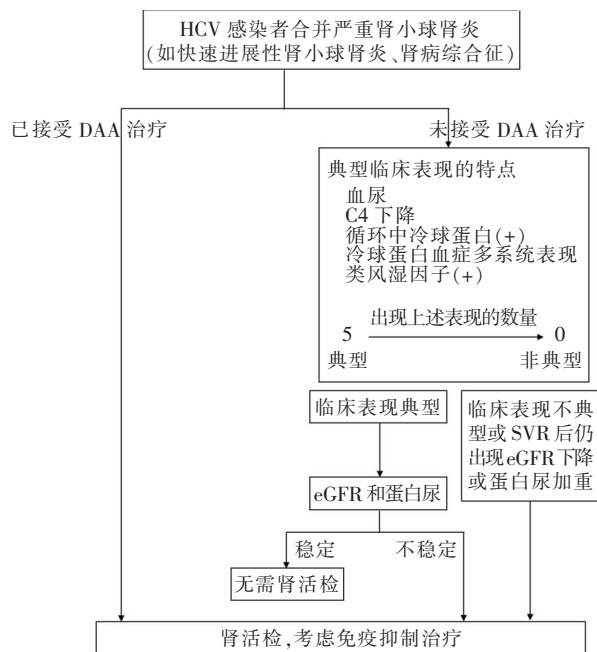 HCV 感染者合并严重肾小球肾炎
(如快速进展性肾小球肾炎、肾病综合征)
已接受 DAA 治疗
未接受 DAA 治疗
典型临床表现的特点
血尿
C4 下降
循环中冷球蛋白(+)
冷球蛋白血症多系统表现
类风湿因子(+)
出现上述表现的数量
5
0
典型
非典型
临床表现典型
临床表现不典
型或 SVR 后仍
出现eGFR 下降
或蛋白尿加重
eGFR 和蛋白尿
稳定
不稳定
无需肾活检
肾活检,考虑免疫抑制治疗